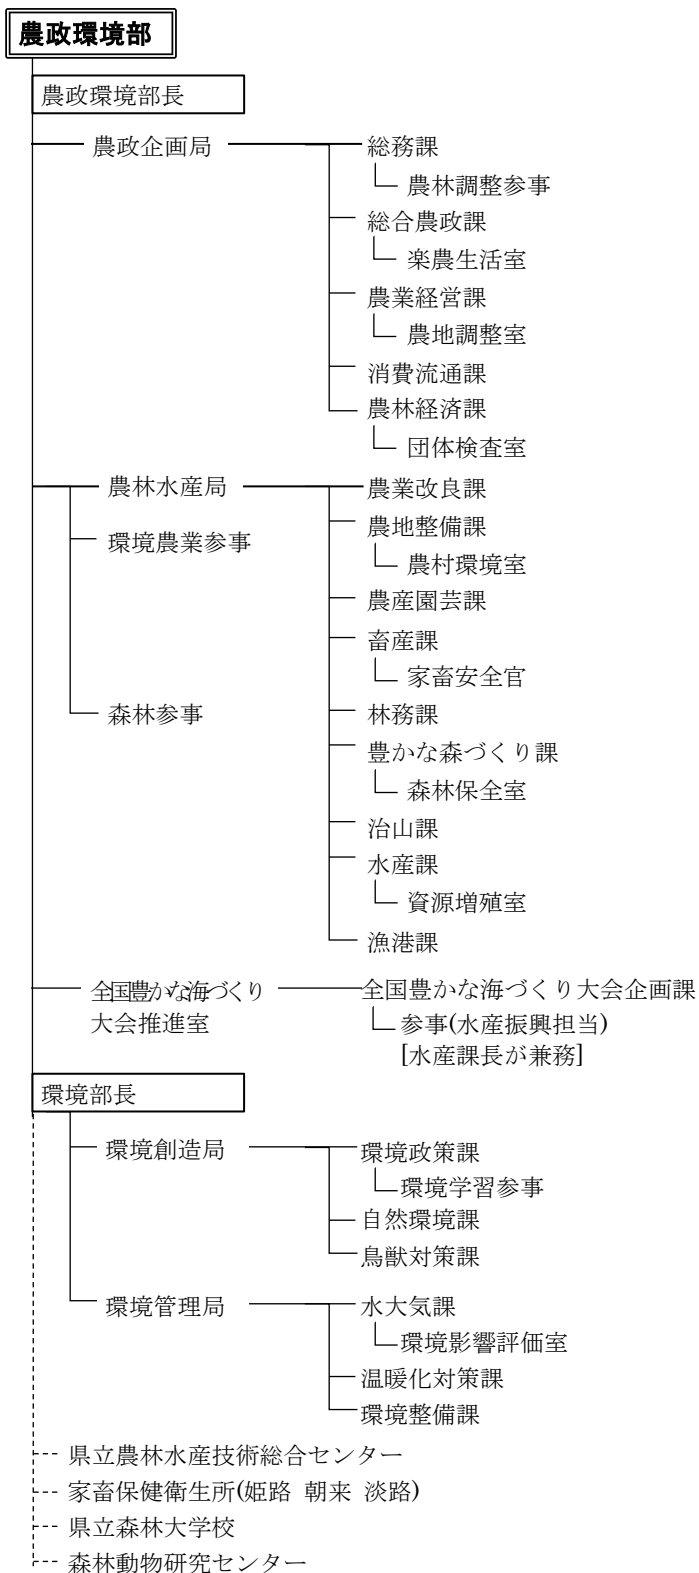 農政環境部
農政環境部長
農政企画局
総務課
農林調整参事
総合農政課
楽農生活室
農業経営課
農地調整室
消費流通課
農林経済課
団体検査室
農林水産局
農業改良課
農地整備課
環境農業参事
農村環境室
農産園芸課
畜産課
家畜安全官
森林参事
林務課
豊かな森づくり課
森林保全室
治山課
水産課
資源増殖室
漁港課
全国豊かな海づくり
大会推進室
全国豊かな海づくり大会企画課
参事(水産振興担当)
[水産課長が兼務]
環境部長
環境創造局
環境政策課
環境学習参事
自然環境課
鳥獣対策課
環境管理局
水大気課
環境影響評価室
温暖化対策課
環境整備課
県立農林水産技術総合センター
家畜保健衛生所(姫路 朝来 淡路)
県立森林大学校
森林動物研究センター